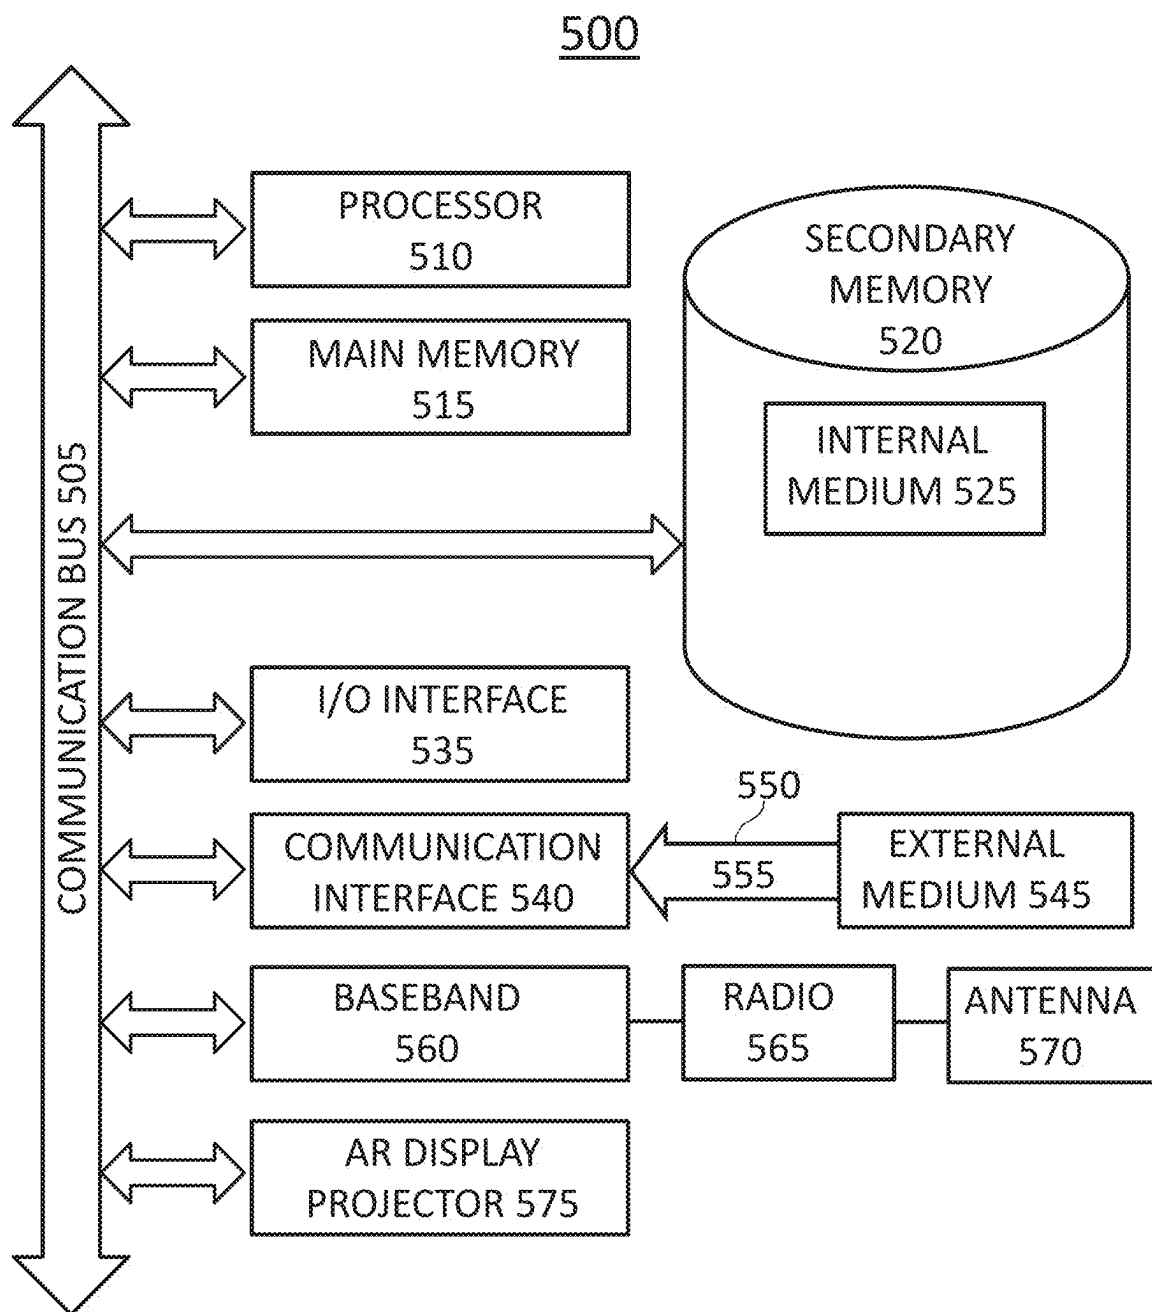 500
COMMUNICATION BUS 505
PROCESSOR
510
MAIN MEMORY
515
SECONDARY
MEMORY
520
INTERNAL
MEDIUM 525
I/O INTERFACE
535
COMMUNICATION
INTERFACE 540
550
555
EXTERNAL
MEDIUM 545
BASEBAND
560
RADIO
565
ANTENNA
570
AR DISPLAY
PROJECTOR 575